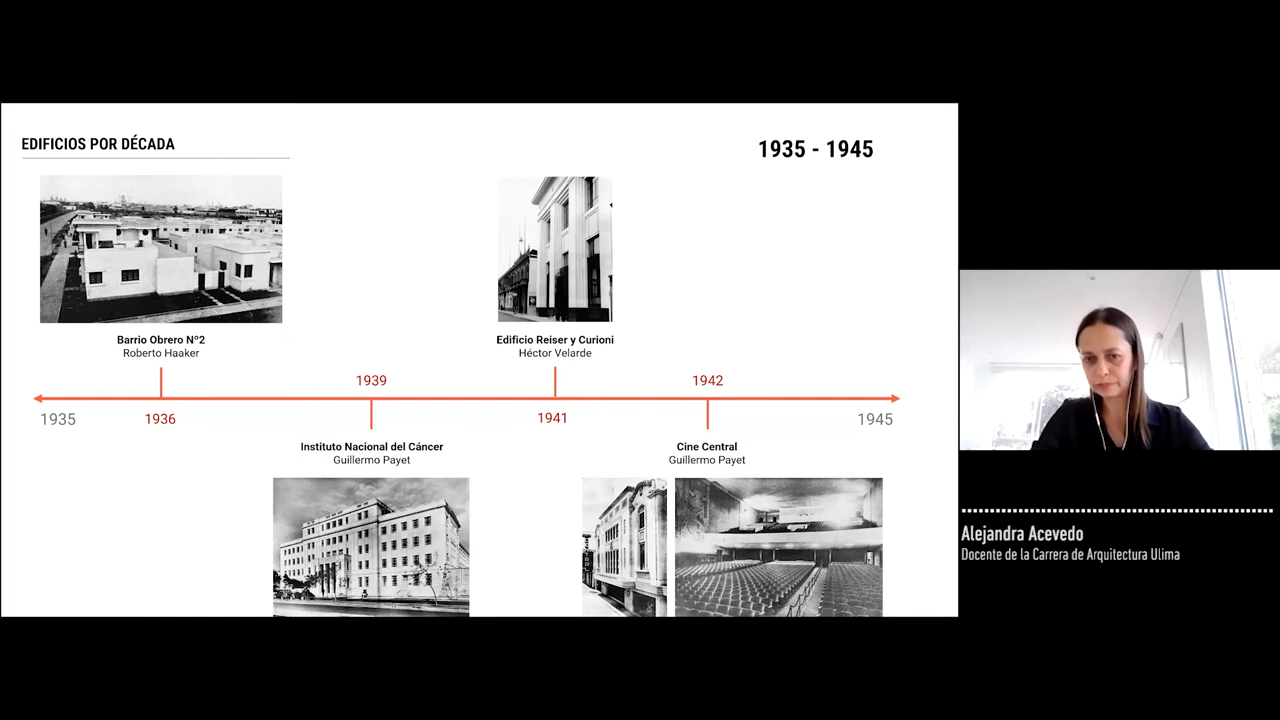 EDIFICIOS POR DÉCADA
1935 - 1945
Barrio Obrero Nº2
Roberto Haaker
Edificio Reiser y Curioni
Héctor Velarde
1939
1942
1935
1936
1941
1945
Instituto Nacional del Cáncer
Guillermo Payet
Cine Central
Guillermo Payet
Alejandra Acevedo
Docente de la Carrera de Arquitectura Ulima